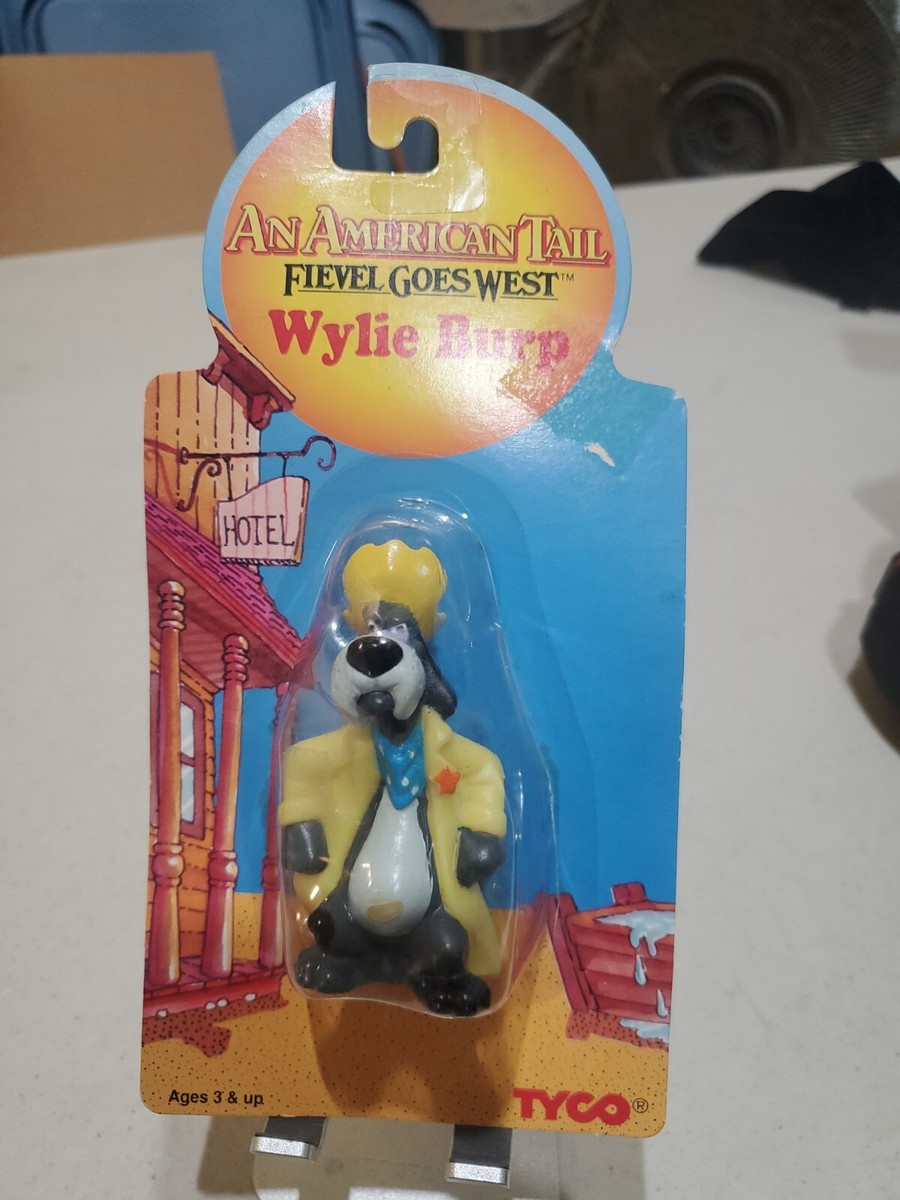 AN AMERICAN TAIL
FIEVEL GOES WEST™
Wylie Burp
HOTEL
Ages 3 & up
TYCO®